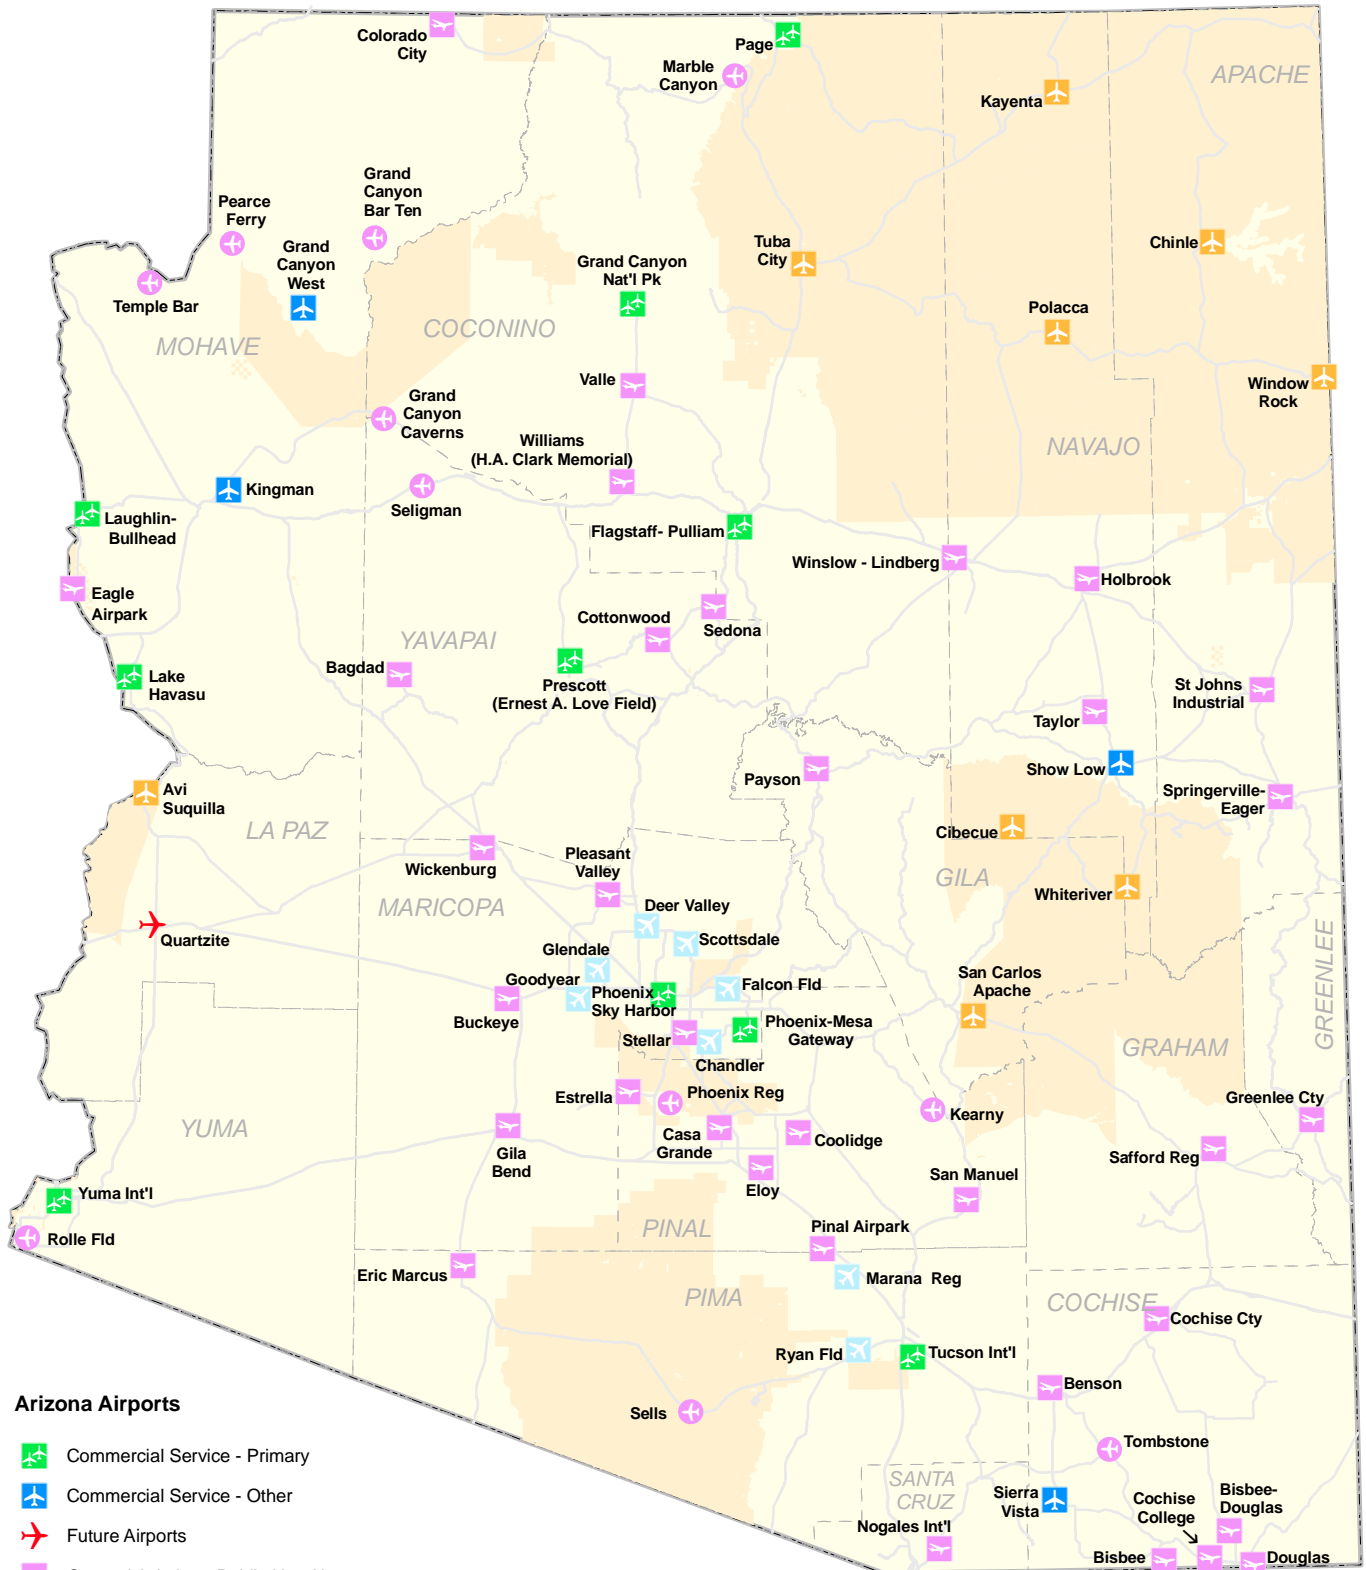 Colorado
City
Page
Marble
Canyon
Kayenta
APACHE
Grand
Canyon
Bar Ten
Pearce
Ferry
Grand
Canyon
West
Temple Bar
MOHAVE
COCONINO
Grand Canyon
Nat'l Pk
Tuba
City
Chinle
Polacca
Window
Rock
Valle
Grand
Canyon
Caverns
Williams
(H.A. Clark Memorial)
NAVAJO
Kingman
Seligman
Laughlin-
Bullhead
Flagstaff- Pulliam
Winslow - Lindberg
Holbrook
Eagle
Airpark
Cottonwood
Sedona
YAVAPAI
Bagdad
Lake
Havasu
Prescott
(Ernest A. Love Field)
St Johns
Industrial
Taylor
Show Low
Payson
Springerville-
Eager
Avi
Suquilla
LA PAZ
Cibecue
Wickenburg
Pleasant
Valley
GILA
Whiteriver
MARICOPA
Deer Valley
Quartzite
Scottsdale
Glendale
Goodyear
Phoenix
Sky Harbor
Falcon Fld
San Carlos
Apache
GREENLEE
Buckeye
Stellar
Phoenix-Mesa
Gateway
Chandler
GRAHAM
Estrella
Phoenix Reg
Kearny
Greenlee Cty
YUMA
Gila
Bend
Casa
Grande
Coolidge
Safford Reg
Eloy
San Manuel
Yuma Int'l
Rolle Fld
PINAL
Pinal Airpark
Eric Marcus
Marana Reg
PIMA
COCHISE
Cochise Cty
Ryan Fld
Tucson Int'l
Benson
Sells
Tombstone
SANTA
CRUZ
Sierra
Vista
Cochise
College
Bisbee-
Douglas
Nogales Int'l
Bisbee
Douglas
Arizona Airports
Commercial Service - Primary
Commercial Service - Other
Future Airports